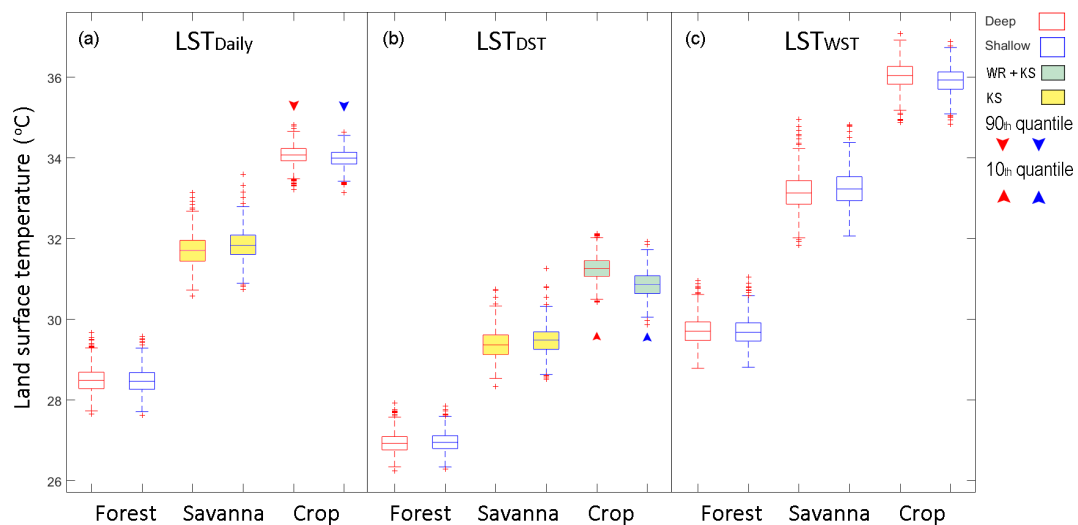 (a) LSTDaily
(b) LSTDST
(c) LSTWST
Deep
Shallow
WR + KS
KS
90th quantile
10th quantile
Land surface temperature (°C)
36
34
32
30
28
26
Forest Savanna Crop
Forest Savanna Crop
Forest Savanna Crop